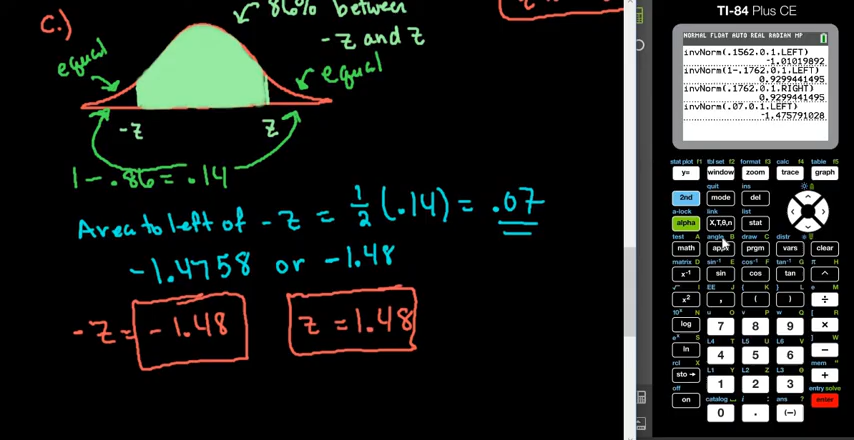 c.)
86% between
-z and z
equal
equal
-z
z
1 - .86 = .14
Area to left of -z = 1/2 (.14) = .07
-1.4758 or -1.48
-z = -1.48
z = 1.48
TI-84 Plus CE
NORMAL FLOAT AUTO REAL RADIAN MP
invNorm(.1562,0,1,LEFT)
-1.01019892
invNorm(1-.1762,0,1,LEFT)
0.9299441495
invNorm(.1762,0,1,RIGHT)
0.9299441495
invNorm(.07,0,1,LEFT)
-1.475791028
stat plot f1 tbl set f2 format f3 calc f4 table f5
y= window zoom trace graph
quit ins
2nd mode del
a-lock link list
alpha X,T,θ,n stat
test A angle B draw C distr
math apps prgm vars clear
matrix D sin⁻¹ E cos⁻¹ F tan⁻¹ G π H
x⁻¹ sin cos tan ^
√ I EE J { K } L e M
x² , ( ) ÷
10ˣ N u O v P w Q [ R
log 7 8 9 ×
eˣ S L4 T L5 U L6 V ] W
ln 4 5 6 −
rcl X L1 Y L2 Z L3 θ mem "
sto→ 1 2 3 +
off catalog i : ans ? entry solve
on 0 . (−) enter